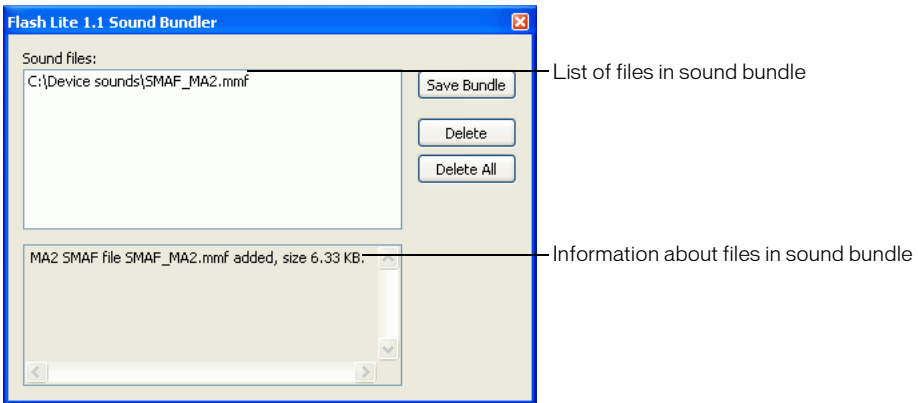 Flash Lite 1.1 Sound Bundler
Sound files:
C:\Device sounds\SMAF_MA2.mmf
Save Bundle
List of files in sound bundle
Delete
Delete All
MA2 SMAF file SMAF_MA2.mmf added, size 6.33 KB.
Information about files in sound bundle